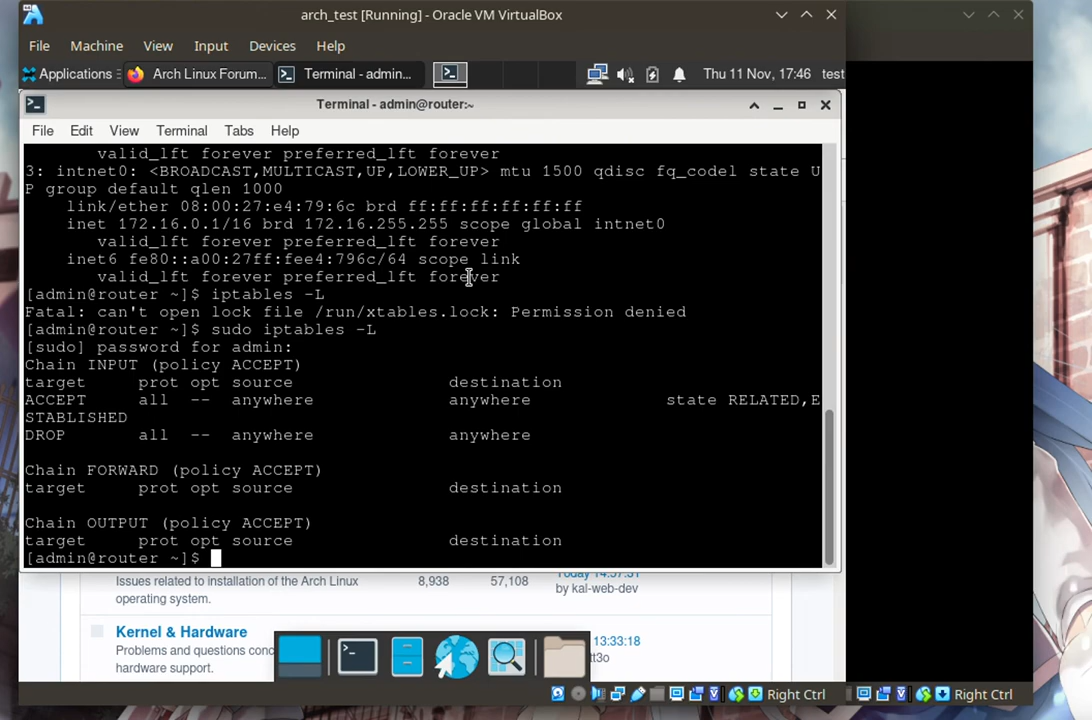 arch_test [Running] - Oracle VM VirtualBox
File Machine View Input Devices Help
Applications Arch Linux Forum... Terminal - admin... Thu 11 Nov, 17:46 test
Terminal - admin@router:~
File Edit View Terminal Tabs Help
valid_lft forever preferred_lft forever
3: intnet0: <BROADCAST,MULTICAST,UP,LOWER_UP> mtu 1500 qdisc fq_codel state U
P group default qlen 1000
link/ether 08:00:27:e4:79:6c brd ff:ff:ff:ff:ff:ff
inet 172.16.0.1/16 brd 172.16.255.255 scope global intnet0
valid_lft forever preferred_lft forever
inet6 fe80::a00:27ff:fee4:796c/64 scope link
valid_lft forever preferred_lft forever
[admin@router ~]$ iptables -L
Fatal: can't open lock file /run/xtables.lock: Permission denied
[admin@router ~]$ sudo iptables -L
[sudo] password for admin:
Chain INPUT (policy ACCEPT)
target prot opt source destination
ACCEPT all -- anywhere anywhere state RELATED,E
STABLISHED
DROP all -- anywhere anywhere
Chain FORWARD (policy ACCEPT)
target prot opt source destination
Chain OUTPUT (policy ACCEPT)
target prot opt source destination
[admin@router ~]$
Issues related to installation of the Arch Linux 8,938 57,108
operating system. by kal-web-dev
Kernel & Hardware 13:33:18
Problems and questions conc
hardware support. tt3o
Right Ctrl Right Ctrl